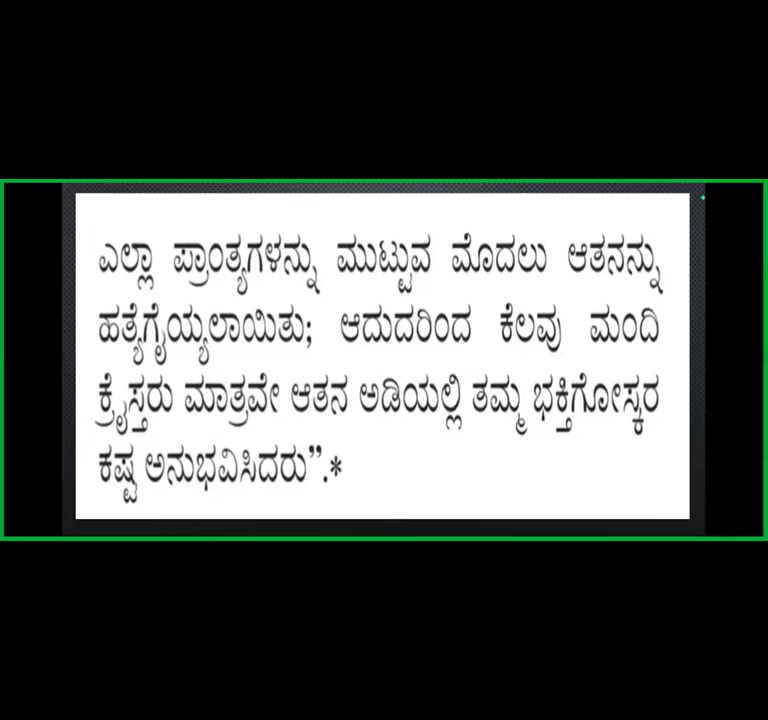 ಎಲ್ಲಾ ಪ್ರಾಂತ್ಯಗಳನ್ನು ಮುಟ್ಟುವ ಮೊದಲು ಆತನನ್ನು
ಹತ್ಯೆಗೈಯ್ಯಲಾಯಿತು; ಆದುದರಿಂದ ಕೆಲವು ಮಂದಿ
ಕ್ರೈಸ್ತರು ಮಾತ್ರವೇ ಆತನ ಅಡಿಯಲ್ಲಿ ತಮ್ಮ ಭಕ್ತಿಗೋಸ್ಕರ
ಕಷ್ಟ ಅನುಭವಿಸಿದರು”.*